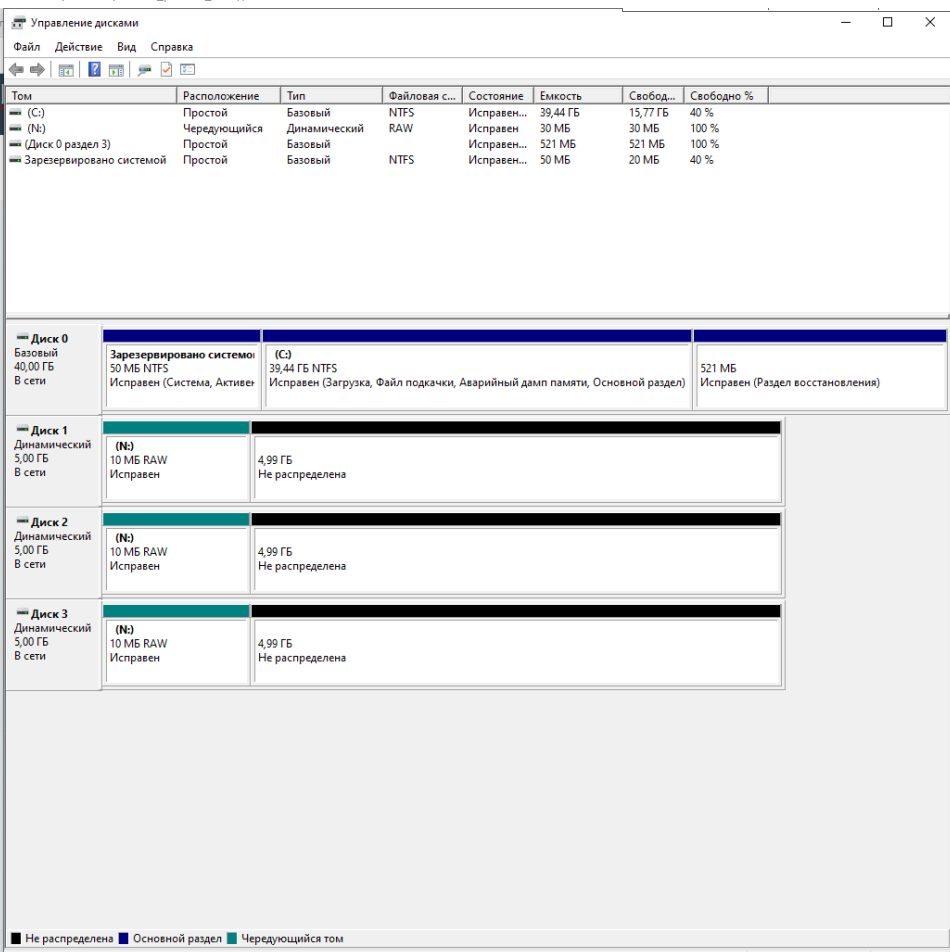 Управление дисками
Файл Действие Вид Справка
Том Расположение Тип Файловая с... Состояние Емкость Свобод... Свободно %
(C:) Простой Базовый NTFS Исправен... 39,44 ГБ 15,77 ГБ 40 %
(N:) Чередующийся Динамический RAW Исправен 30 МБ 30 МБ 100 %
(Диск 0 раздел 3) Простой Базовый Исправен... 521 МБ 521 МБ 100 %
Зарезервировано системой Простой Базовый NTFS Исправен... 50 МБ 20 МБ 40 %
Диск 0
Базовый
40,00 ГБ
В сети
Зарезервировано системо
50 МБ NTFS
Исправен (Система, Активен
(C:)
39,44 ГБ NTFS
Исправен (Загрузка, Файл подкачки, Аварийный дамп памяти, Основной раздел)
521 МБ
Исправен (Раздел восстановления)
Диск 1
Динамический
5,00 ГБ
В сети
(N:)
10 МБ RAW
Исправен
4,99 ГБ
Не распределена
Диск 2
Динамический
5,00 ГБ
В сети
(N:)
10 МБ RAW
Исправен
4,99 ГБ
Не распределена
Диск 3
Динамический
5,00 ГБ
В сети
(N:)
10 МБ RAW
Исправен
4,99 ГБ
Не распределена
Не распределена Основной раздел Чередующийся том